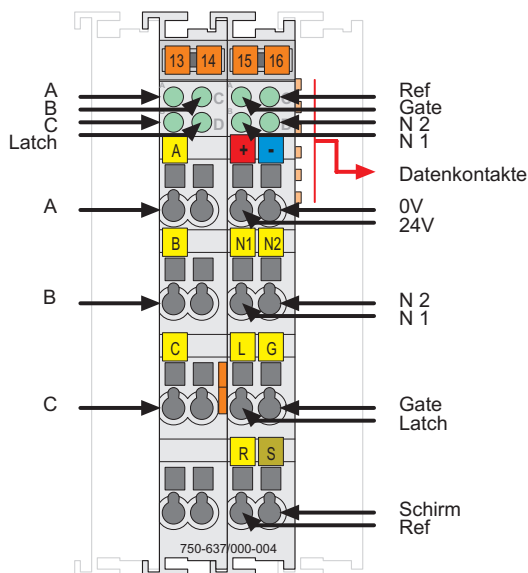 13 14 15 16
A
B
C
Latch
A C A C
B D B D
Ref
Gate
N 2
N 1
A + -
Datenkontakte
A
0V
24V
B N1 N2
B
N 2
N 1
C L G
C
Gate
Latch
R S
Schirm
Ref
750-637/000-004